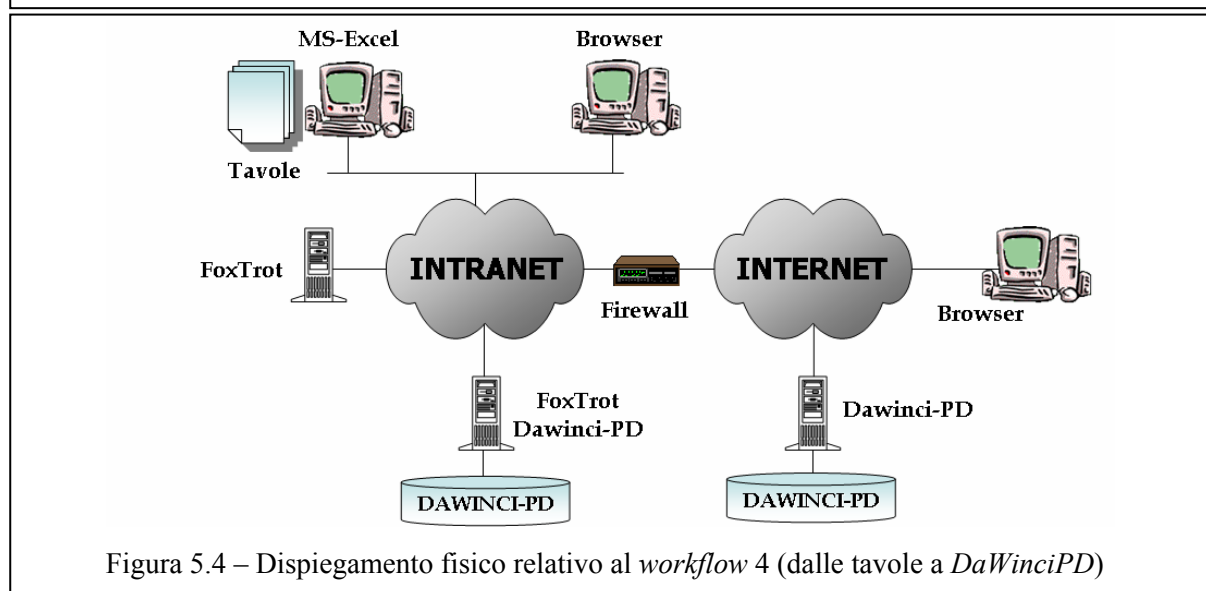 MS-Excel
Browser
Tavole
FoxTrot
INTRANET
Firewall
INTERNET
Browser
FoxTrot
Dawinci-PD
Dawinci-PD
DAWINCI-PD
DAWINCI-PD
Figura 5.4 – Dispiegamento fisico relativo al workflow 4 (dalle tavole a DaWinciPD)